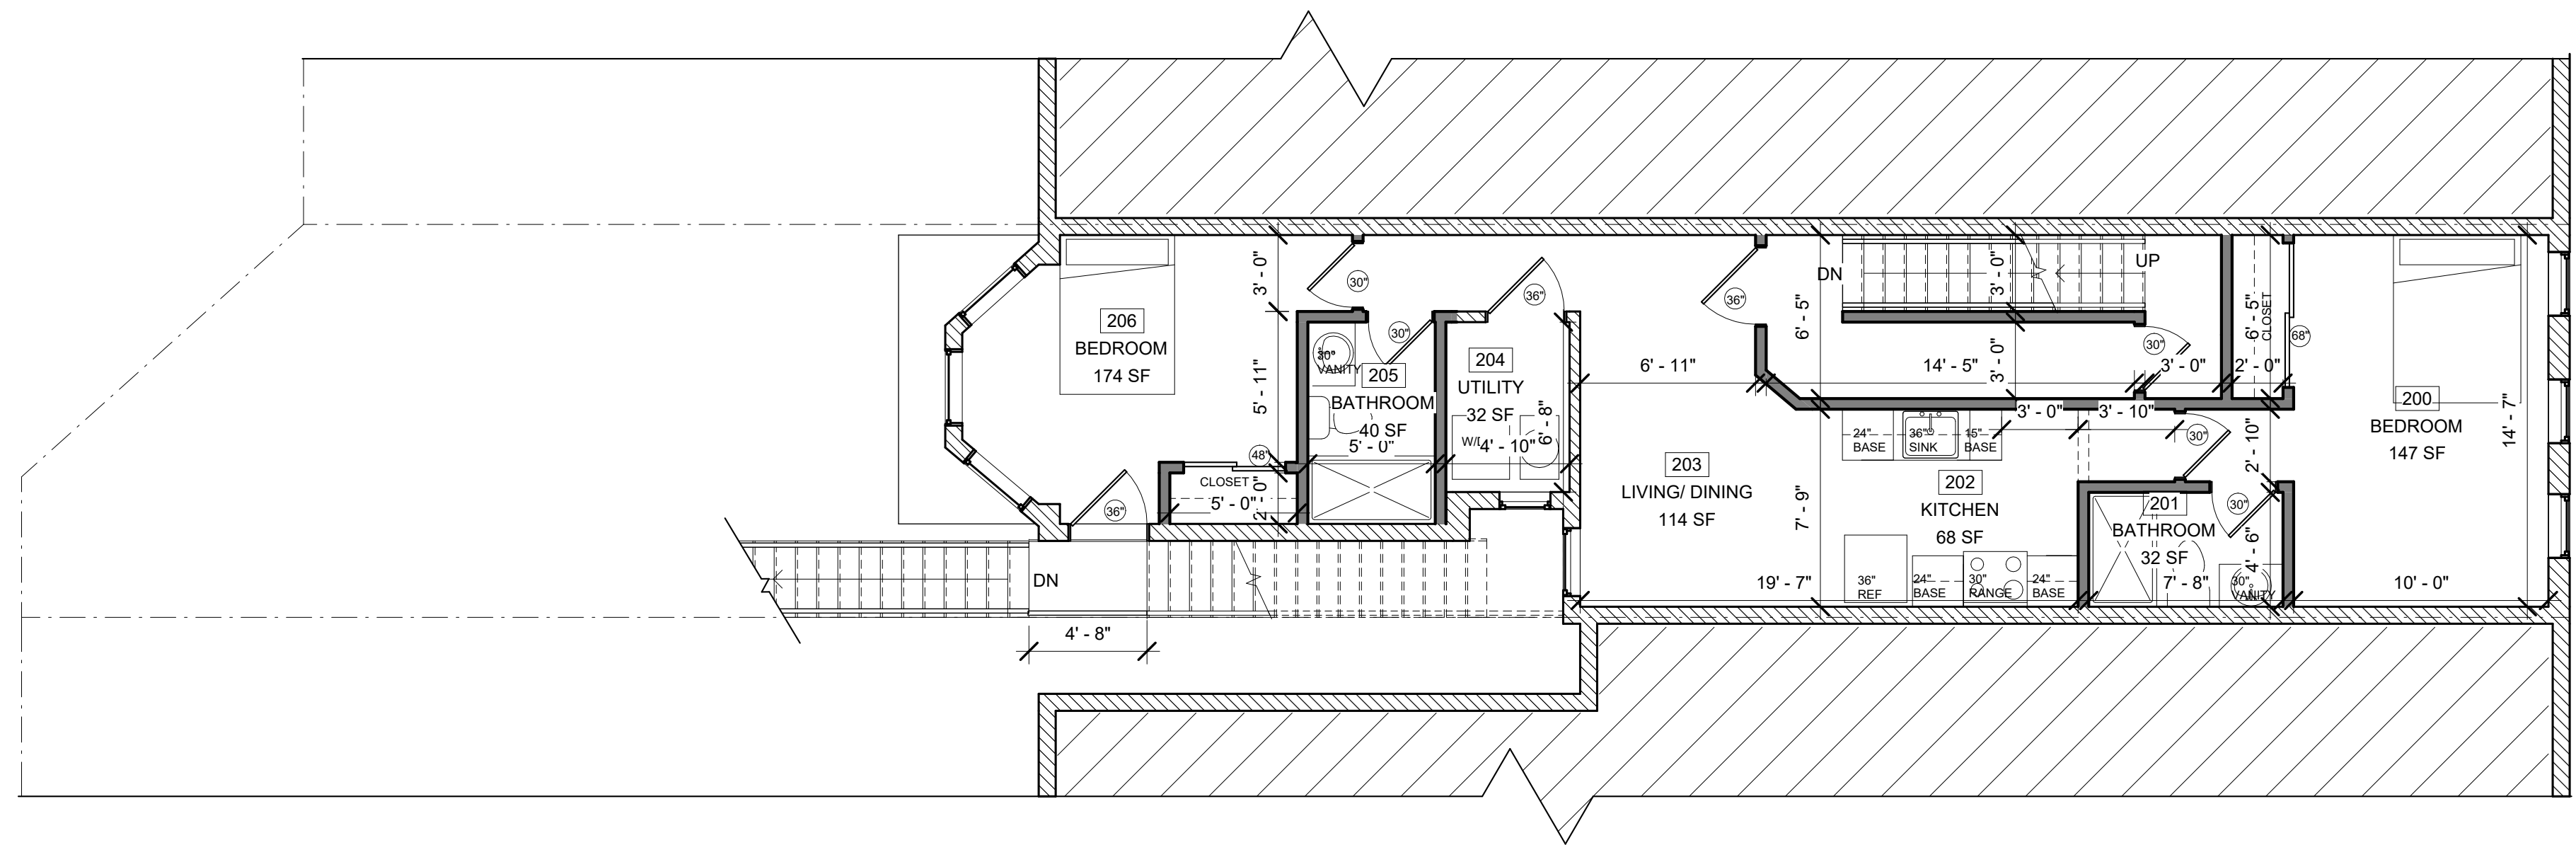 206
BEDROOM
174 SF
3' - 0"
5' - 11"
30"
30"
30"
VANITY
205
BATHROOM
40 SF
5' - 0"
48"
CLOSET
5' - 0"
2' - 0"
36"
DN
4' - 8"
36"
204
UTILITY
32 SF
4' - 10"
6' - 8"
6' - 11"
203
LIVING/ DINING
114 SF
19' - 7"
36"
DN
UP
3' - 0"
6' - 5"
14' - 5"
3' - 0"
30"
3' - 0"
2' - 0"
6' - 5"
CLOSET
68"
3' - 0"
3' - 10"
24"
BASE
36"
SINK
15"
BASE
7' - 9"
202
KITCHEN
68 SF
36"
REF
24"
BASE
30"
RANGE
24"
BASE
30"
2' - 10"
30"
201
BATHROOM
32 SF
7' - 8"
4' - 6"
30"
VANITY
200
BEDROOM
147 SF
14' - 7"
10' - 0"